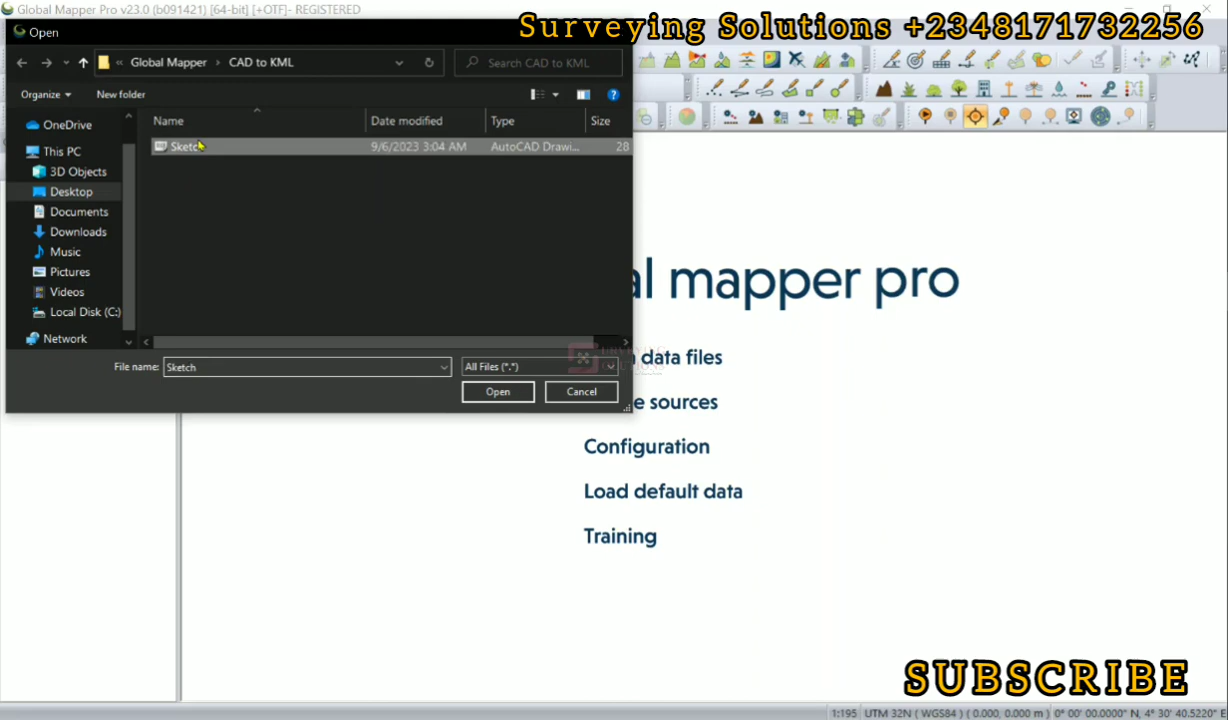 Global Mapper Pro v23.0 (b091421) [64-bit] [+OTF]- REGISTERED
Surveying Solutions +2348171732256
Open
« Global Mapper › CAD to KML
Search CAD to KML
Organize
New folder
Name
Date modified
Type
Size
Sketch
9/6/2023 3:04 AM
AutoCAD Drawi...
28
OneDrive
This PC
3D Objects
Desktop
Documents
Downloads
Music
Pictures
Videos
Local Disk (C:)
Network
File name:
Sketch
All Files (*.*)
Open
Cancel
al mapper pro
data files
e sources
Configuration
Load default data
Training
SUBSCRIBE
1:195
UTM 32N ( WGS84 ) ( 0.000, 0.000 m )
0° 00' 00.0000" N, 4° 30' 40.5220" E